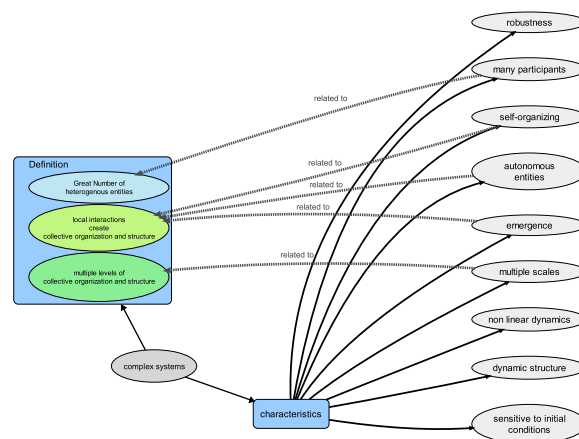 robustness
many participants
related to
self-organizing
Definition
related to
autonomous
entities
Great Number of
heterogenous entities
related to
related to
local interactions
create
collective organization and structure
emergence
related to
multiple scales
multiple levels of
collective organization and structure
non linear dynamics
complex systems
dynamic structure
characteristics
sensitive to initial
conditions